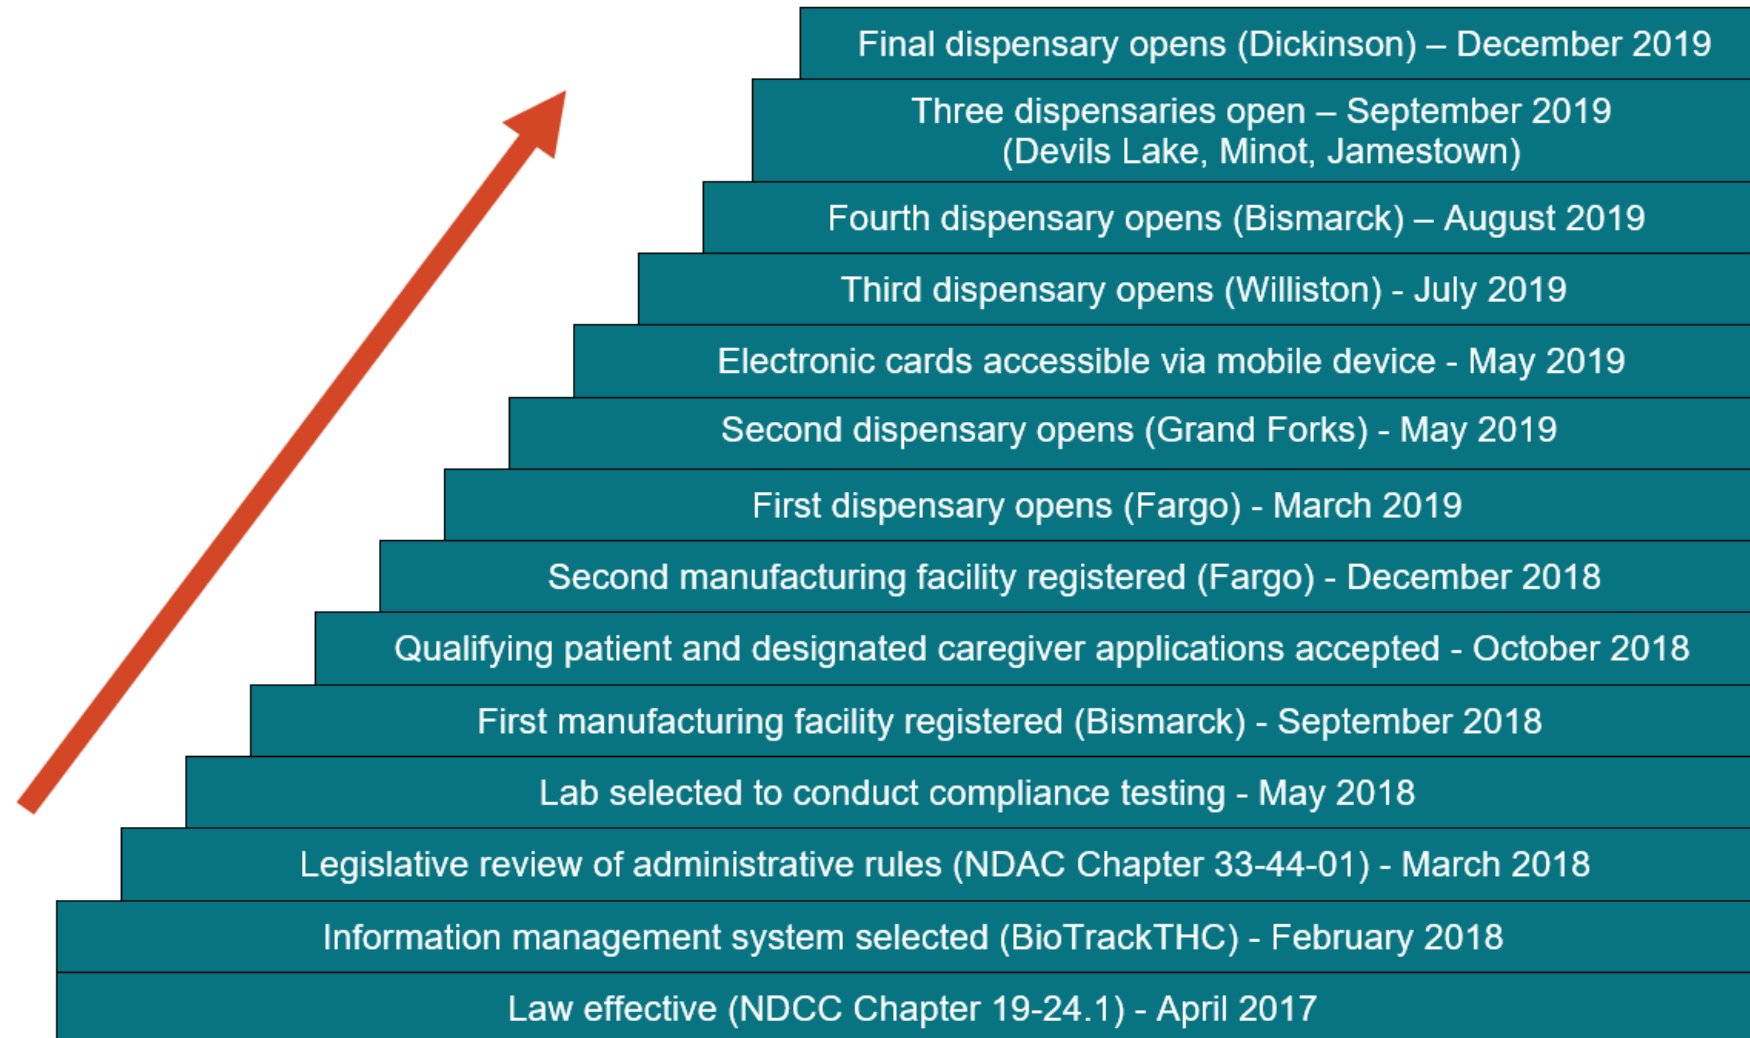 Final dispensary opens (Dickinson) – December 2019
Three dispensaries open – September 2019
(Devils Lake, Minot, Jamestown)
Fourth dispensary opens (Bismarck) – August 2019
Third dispensary opens (Williston) - July 2019
Electronic cards accessible via mobile device - May 2019
Second dispensary opens (Grand Forks) - May 2019
First dispensary opens (Fargo) - March 2019
Second manufacturing facility registered (Fargo) - December 2018
Qualifying patient and designated caregiver applications accepted - October 2018
First manufacturing facility registered (Bismarck) - September 2018
Lab selected to conduct compliance testing - May 2018
Legislative review of administrative rules (NDAC Chapter 33-44-01) - March 2018
Information management system selected (BioTrackTHC) - February 2018
Law effective (NDCC Chapter 19-24.1) - April 2017